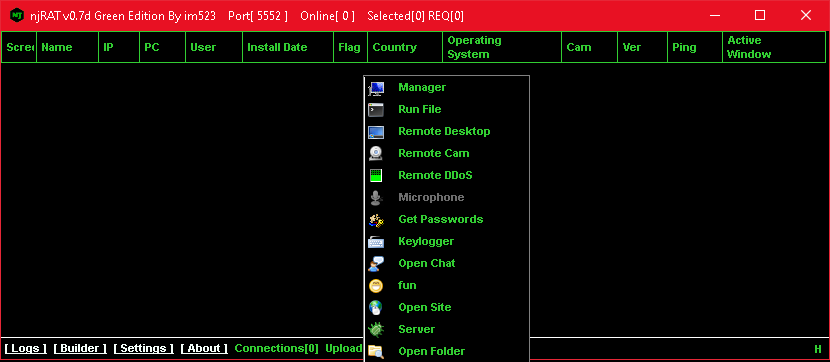 njRAT v0.7d Green Edition By im523 Port[ 5552 ] Online[ 0 ] Selected[0] REQ[0]
Scree Name IP PC User Install Date Flag Country Operating System Cam Ver Ping Active Window
Manager
Run File
Remote Desktop
Remote Cam
Remote DDoS
Microphone
Get Passwords
Keylogger
Open Chat
fun
Open Site
Server
Open Folder
[ Logs ] [ Builder ] [ Settings ] [ About ] Connections[0] Upload H